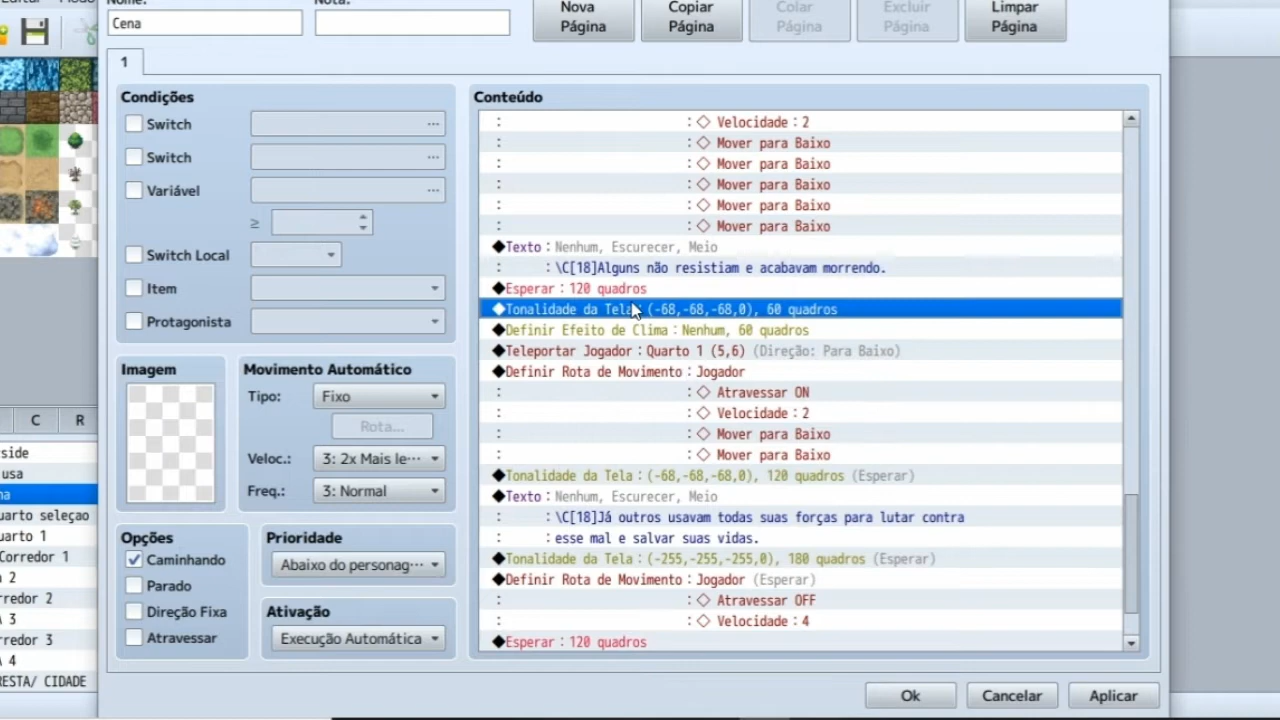 Nome:
Nota:
Cena
Nova
Página
Copiar
Página
Colar
Página
Excluir
Página
Limpar
Página
1
Condições
Switch
...
Switch
...
Variável
...
≥
Switch Local
Item
Protagonista
Imagem
Movimento Automático
Tipo:
Fixo
Rota...
Veloc.:
3: 2x Mais le...
Freq.:
3: Normal
Opções
Caminhando
Parado
Direção Fixa
Atravessar
Prioridade
Abaixo do personag...
Ativação
Execução Automática
Conteúdo
:                :◇ Velocidade : 2
:                :◇ Mover para Baixo
:                :◇ Mover para Baixo
:                :◇ Mover para Baixo
:                :◇ Mover para Baixo
:                :◇ Mover para Baixo
◆Texto : Nenhum, Escurecer, Meio
:     : \C[18]Alguns não resistiam e acabavam morrendo.
◆Esperar : 120 quadros
◆Tonalidade da Tela : (-68,-68,-68,0), 60 quadros
◆Definir Efeito de Clima : Nenhum, 60 quadros
◆Teleportar Jogador : Quarto 1 (5,6) (Direção: Para Baixo)
◆Definir Rota de Movimento : Jogador
:                :◇ Atravessar ON
:                :◇ Velocidade : 2
:                :◇ Mover para Baixo
:                :◇ Mover para Baixo
◆Tonalidade da Tela : (-68,-68,-68,0), 120 quadros (Esperar)
◆Texto : Nenhum, Escurecer, Meio
:     : \C[18]Já outros usavam todas suas forças para lutar contra
:     : esse mal e salvar suas vidas.
◆Tonalidade da Tela : (-255,-255,-255,0), 180 quadros (Esperar)
◆Definir Rota de Movimento : Jogador (Esperar)
:                :◇ Atravessar OFF
:                :◇ Velocidade : 4
◆Esperar : 120 quadros
Ok
Cancelar
Aplicar
C
R
side
usa
na
uarto seleçao
uarto 1
Corredor 1
2
rredor 2
3
rredor 3
4
RESTA/ CIDADE